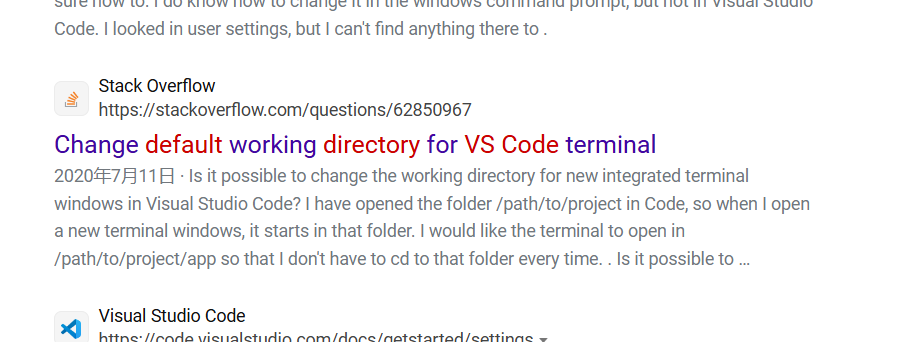 sure how to. I do know how to change it in the windows command prompt, but not in Visual Studio
Code. I looked in user settings, but I can't find anything there to .
Stack Overflow
https://stackoverflow.com/questions/62850967
Change default working directory for VS Code terminal
2020年7月11日 · Is it possible to change the working directory for new integrated terminal
windows in Visual Studio Code? I have opened the folder /path/to/project in Code, so when I open
a new terminal windows, it starts in that folder. I would like the terminal to open in
/path/to/project/app so that I don't have to cd to that folder every time. . Is it possible to ...
Visual Studio Code
https://code.visualstudio.com/docs/getstarted/settings